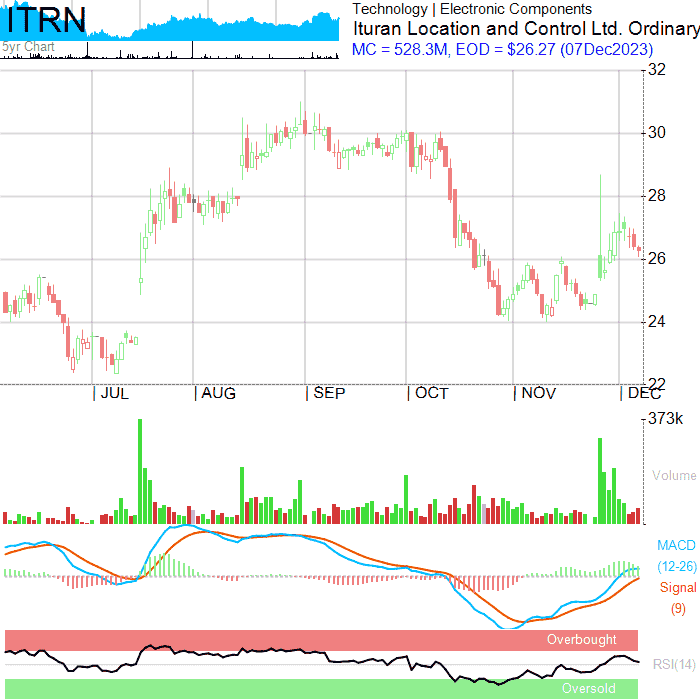 ITRN
5yr Chart
Technology | Electronic Components
Ituran Location and Control Ltd. Ordinary
MC = 528.3M, EOD = $26.27 (07Dec2023)
32
30
28
26
24
22
JUL AUG SEP OCT NOV DEC
373k
Volume
MACD
(12-26)
Signal
(9)
Overbought
RSI(14)
Oversold